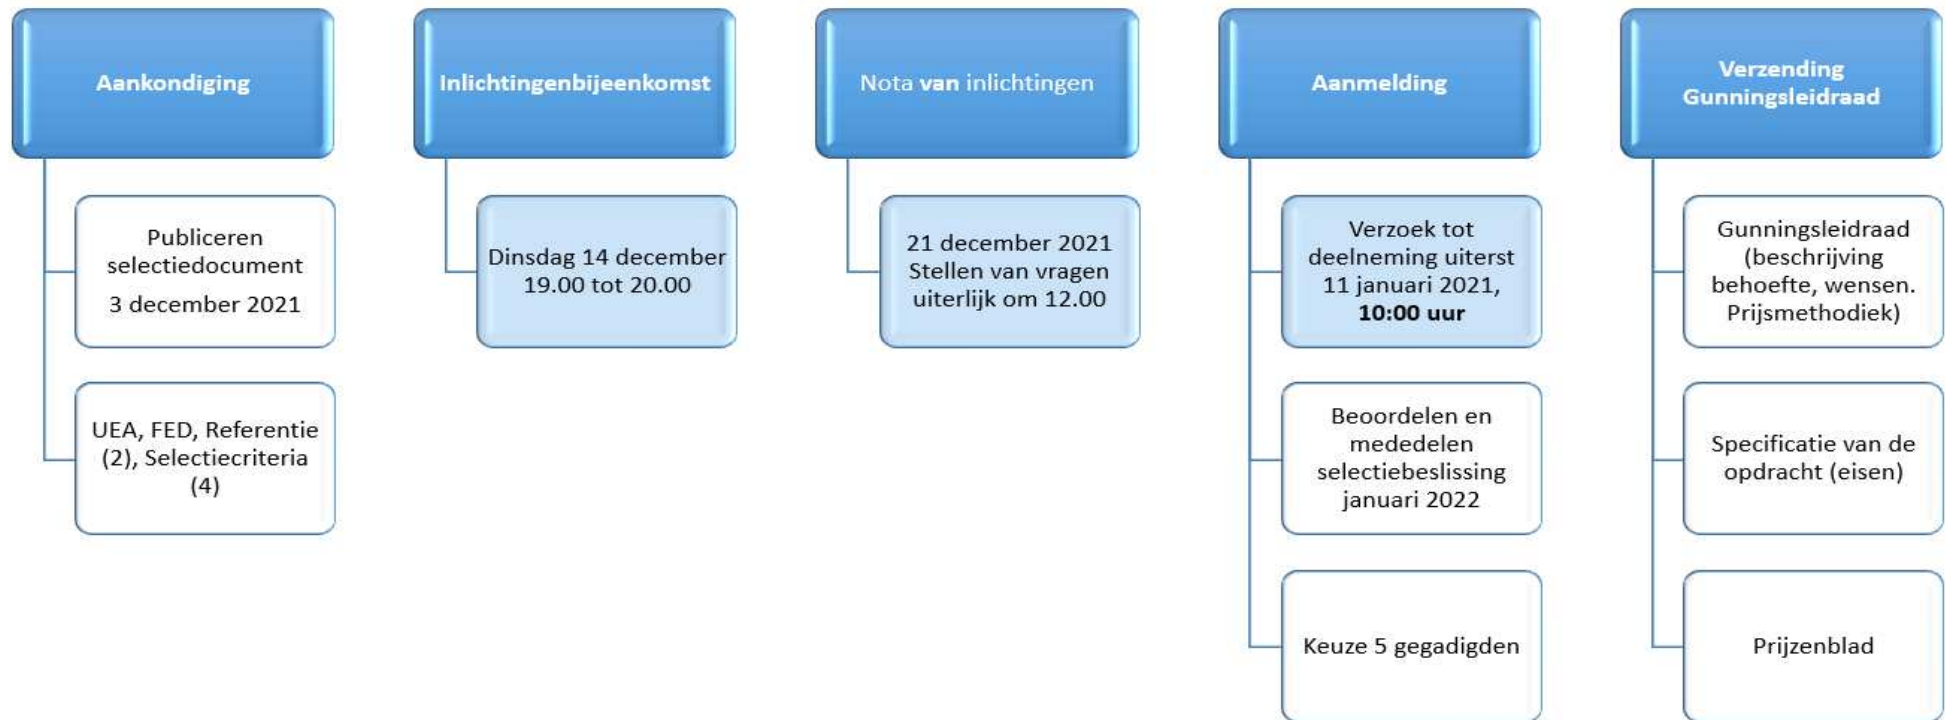 Aankondiging
Publiceren
selectiedocument
3 december 2021
UEA, FED, Referentie
(2), Selectiecriteria
(4)
Inlichtingenbijeenkomst
Dinsdag 14 december
19.00 tot 20.00
Nota van inlichtingen
21 december 2021
Stellen van vragen
uiterlijk om 12.00
Aanmelding
Verzoek tot
deelneming uiterst
11 januari 2021,
10:00 uur
Beoordelen en
mededelen
selectiebeslissing
januari 2022
Keuze 5 gegadigden
Verzending
Gunningsleidraad
Gunningsleidraad
(beschrijving
behoefte, wensen.
Prijsmethodiek)
Specificatie van de
opdracht (eisen)
Prijzenblad